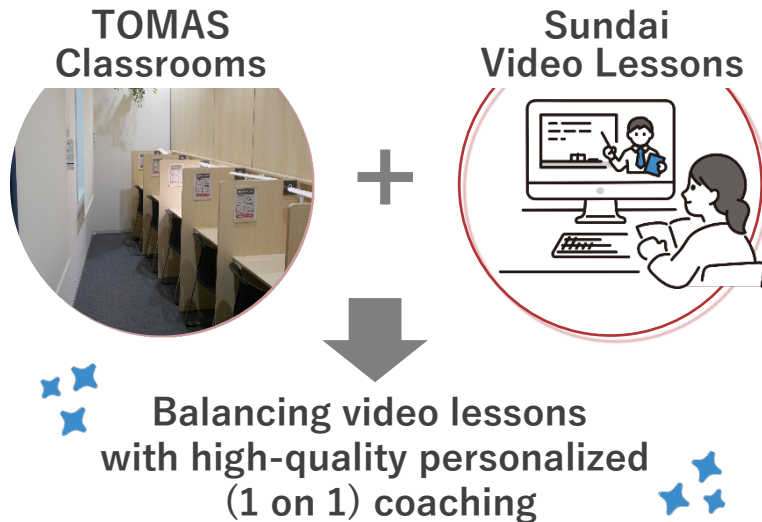 TOMAS
Classrooms
Sundai
Video Lessons
+
Balancing video lessons
with high-quality personalized
(1 on 1) coaching